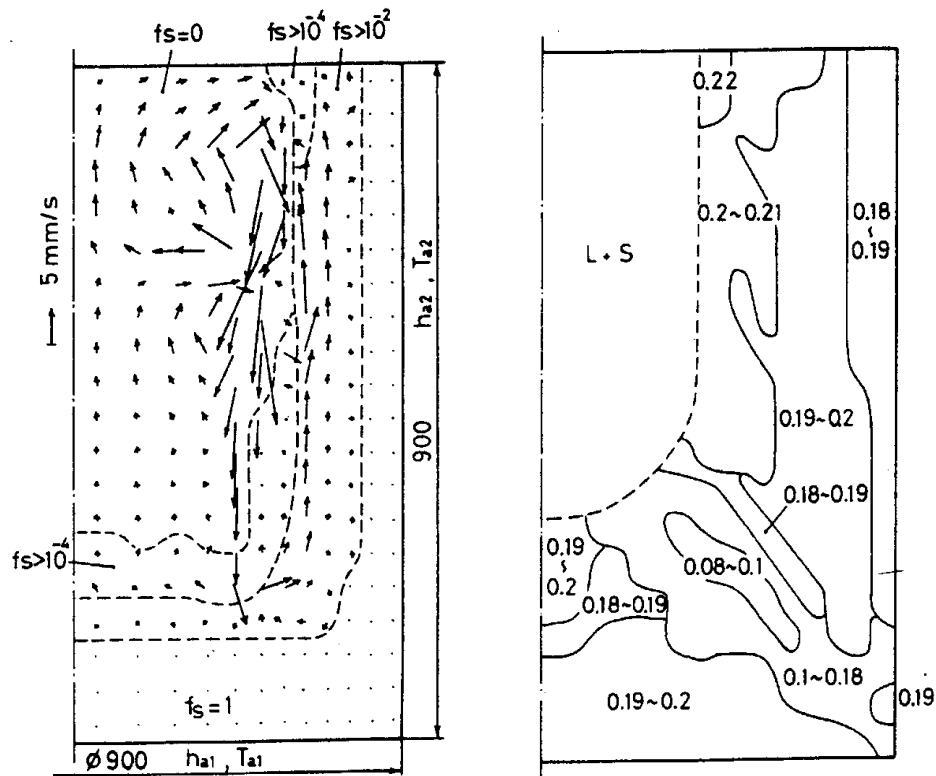 fs=0
fs>10⁻⁴
fs>10⁻²
5 mm/s
900
ha2 , Ta2
fs>10⁻⁴
fs=1
Ø 900 ha1 , Ta1
0.22
0.2~0.21
0.18
~
0.19
L + S
0.19~0.2
0.18~0.19
0.08~0.1
0.19
~
0.2
0.18~0.19
0.1~0.18
0.19~0.2
0.19